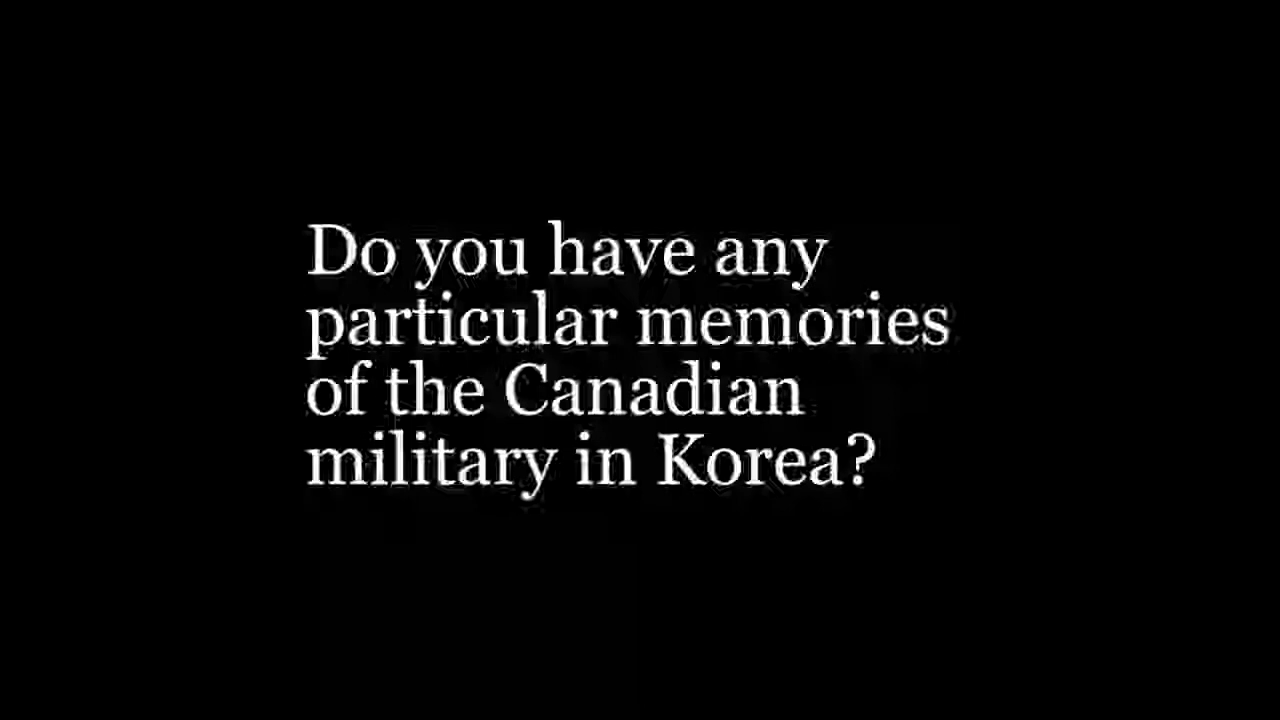 Do you have any
particular memories
of the Canadian
military in Korea?